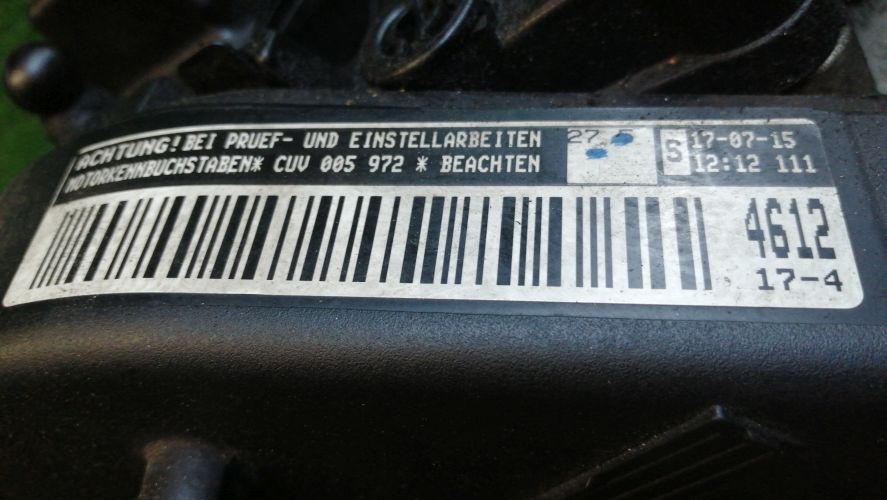 ACHTUNG! BEI PRUEF- UND EINSTELLARBEITEN
MOTORKENNBUCHSTABEN* CUV 005 972 * BEACHTEN
S
17-07-15
12:12 111
4612
17-4